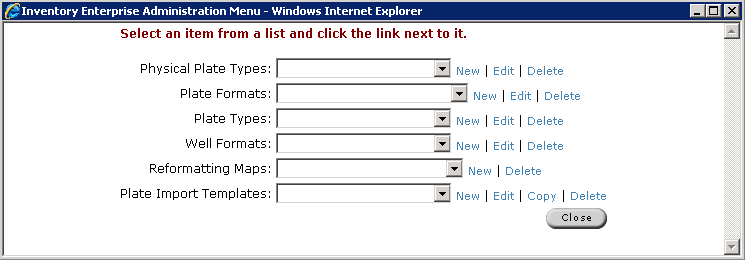 Inventory Enterprise Administration Menu - Windows Internet Explorer
Select an item from a list and click the link next to it.
Physical Plate Types: New | Edit | Delete
Plate Formats: New | Edit | Delete
Plate Types: New | Edit | Delete
Well Formats: New | Edit | Delete
Reformatting Maps: New | Delete
Plate Import Templates: New | Edit | Copy | Delete
Close